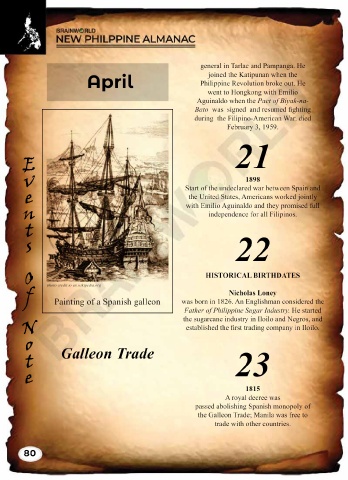 BRAINWORLD
NEW PHILPPINE ALMANAC
April
Events Of Note
Painting of a Spanish galleon
Galleon Trade
general in Tarlac and Pampanga. He
joined the Katipunan when the
Philippine Revolution broke out. He
went to Hongkong with Emilio
Aguinaldo when the Pact of Biyak-na-
Bato was signed and resumed fighting
during the Filipino-American War. died
February 3, 1959.
21
1898
Start of the undeclared war between Spain and
the United States, Americans worked jointly
with Emilio Aguinaldo and they promised full
independence for all Filipinos.
22
HISTORICAL BIRTHDATES
Nicholas Loney
was born in 1826. An Englishman considered the
Father of Philippine Sugar Industry. He started
the sugarcane industry in Iloilo and Negros, and
established the first trading company in Iloilo.
23
1815
A royal decree was
passed abolishing Spanish monopoly of
the Galleon Trade; Manila was free to
trade with other countries.
80